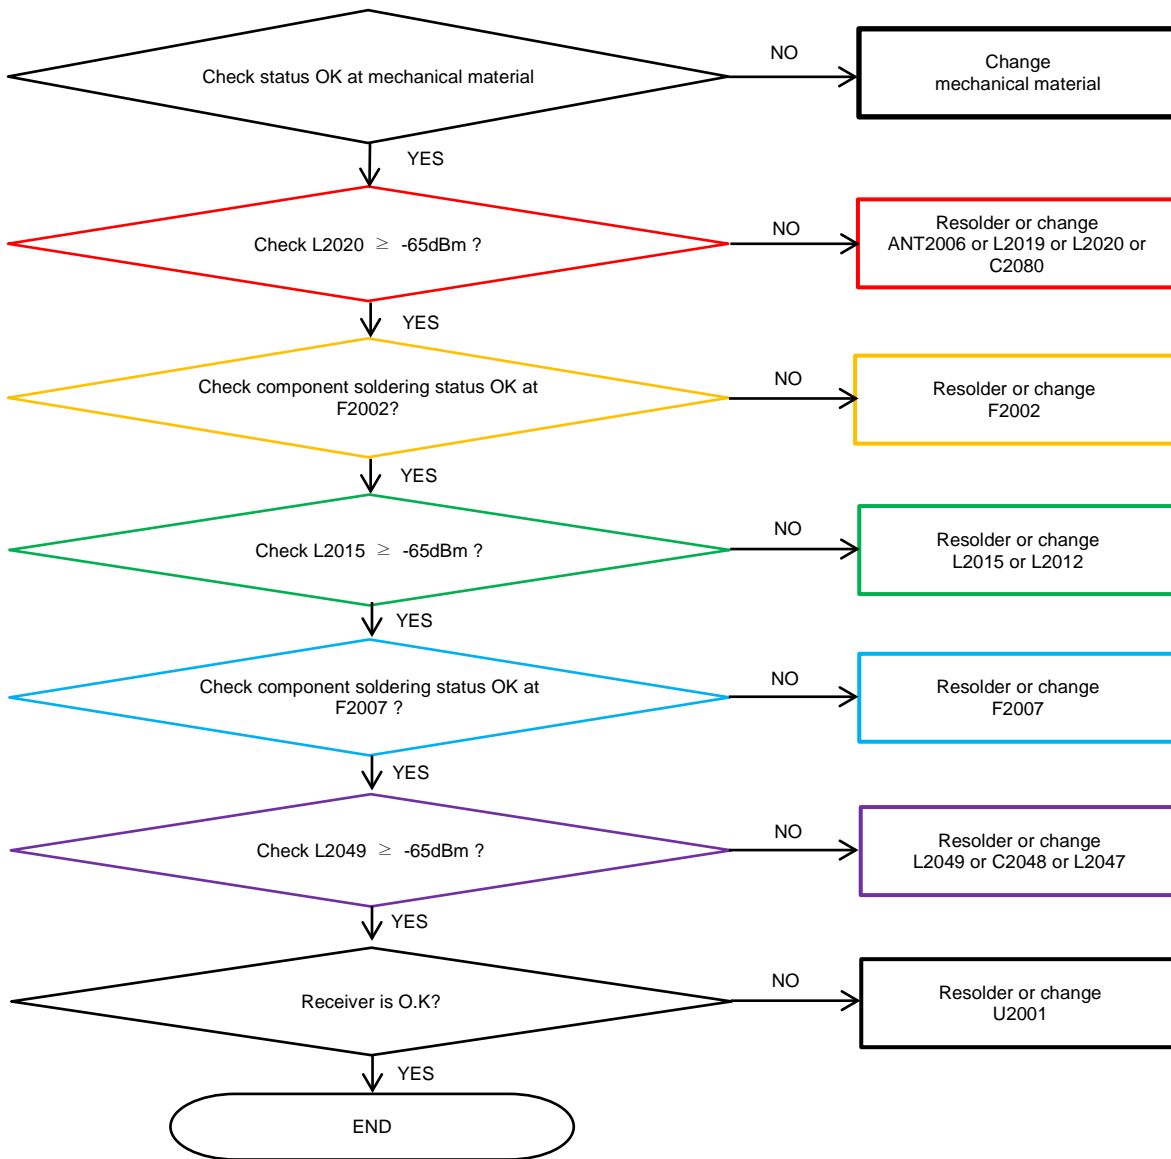 Check status OK at mechanical material
NO
Change
mechanical material
YES
Check L2020 ≥ -65dBm ?
NO
Resolder or change
ANT2006 or L2019 or L2020 or
C2080
YES
Check component soldering status OK at
F2002?
NO
Resolder or change
F2002
YES
Check L2015 ≥ -65dBm ?
NO
Resolder or change
L2015 or L2012
YES
Check component soldering status OK at
F2007 ?
NO
Resolder or change
F2007
YES
Check L2049 ≥ -65dBm ?
NO
Resolder or change
L2049 or C2048 or L2047
YES
Receiver is O.K?
NO
Resolder or change
U2001
YES
END